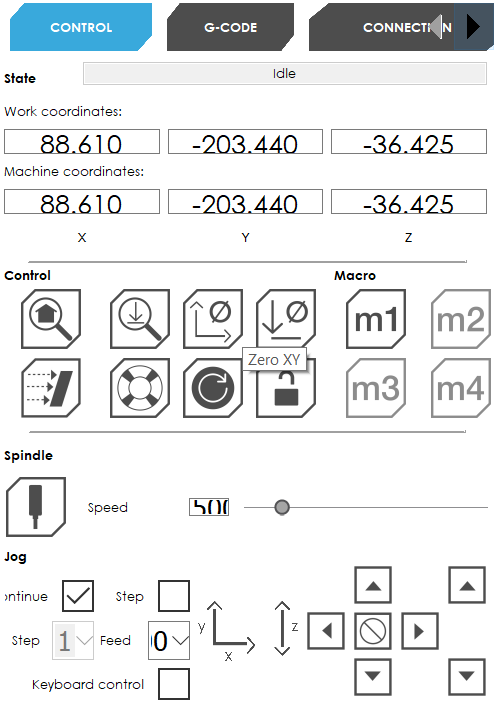 CONTROL G-CODE CONNECTION
State Idle
Work coordinates:
88.610 -203.440 -36.425
Machine coordinates:
88.610 -203.440 -36.425
X Y Z
Control Macro
m1 m2
Zero XY
m3 m4
Spindle
Speed 500
Jog
ontinue Step
y z
Step 1 Feed 0
x
Keyboard control